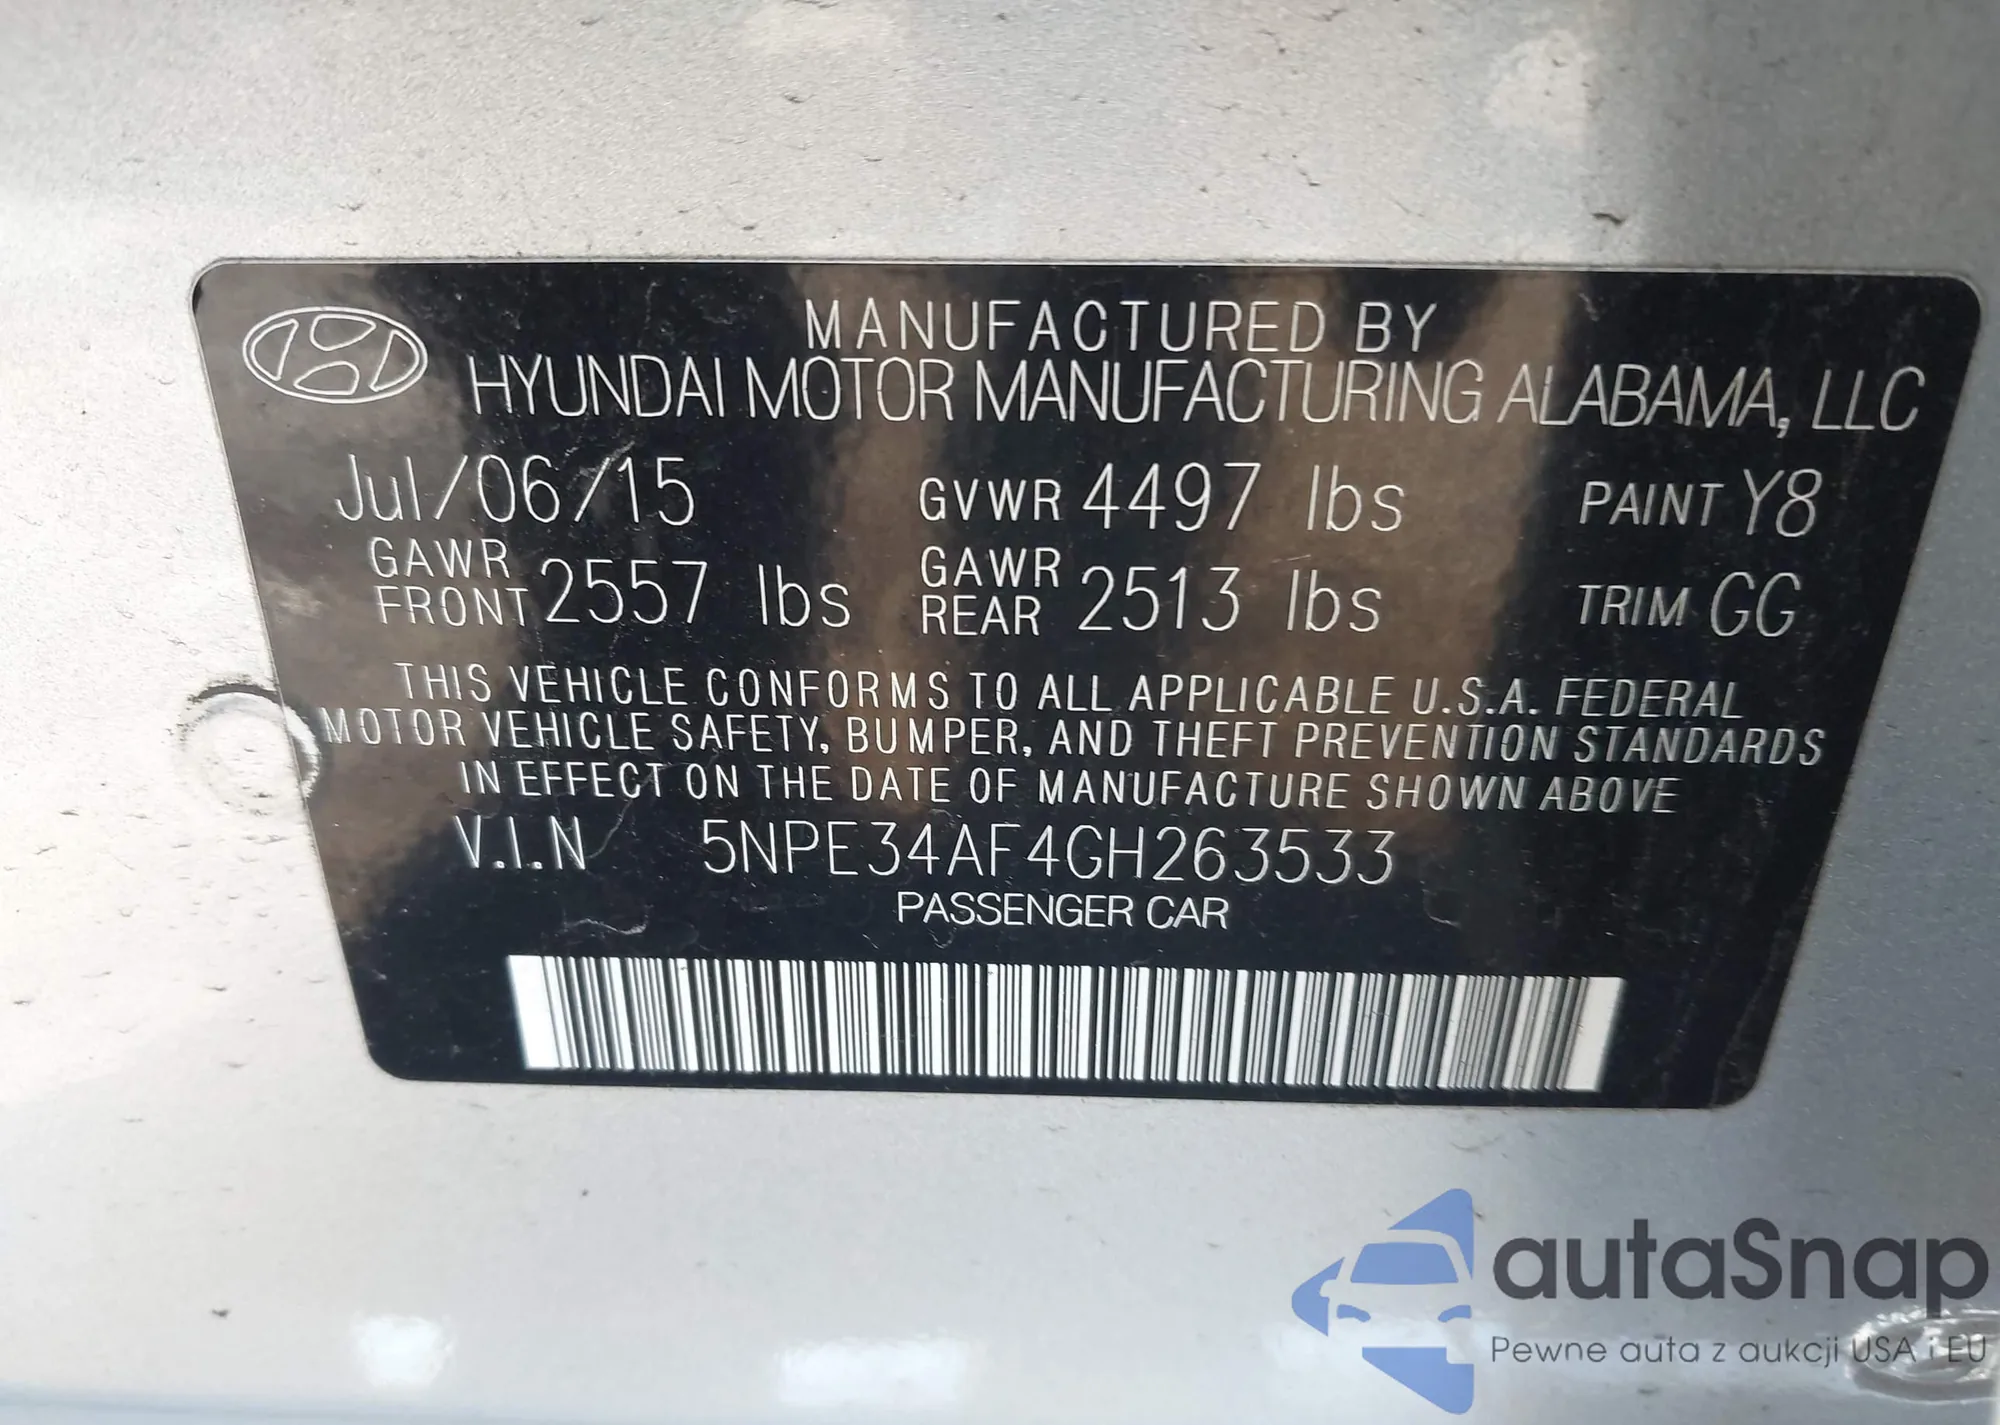 MANUFACTURED BY
HYUNDAI MOTOR MANUFACTURING ALABAMA, LLC
Jul/06/15 GVWR 4497 lbs PAINT Y8
GAWR FRONT 2557 lbs GAWR REAR 2513 lbs TRIM GG
THIS VEHICLE CONFORMS TO ALL APPLICABLE U.S.A. FEDERAL
MOTOR VEHICLE SAFETY, BUMPER, AND THEFT PREVENTION STANDARDS
IN EFFECT ON THE DATE OF MANUFACTURE SHOWN ABOVE
V.I.N 5NPE34AF4GH263533
PASSENGER CAR
autaSnap
Pewne auta z aukcji USA i EU